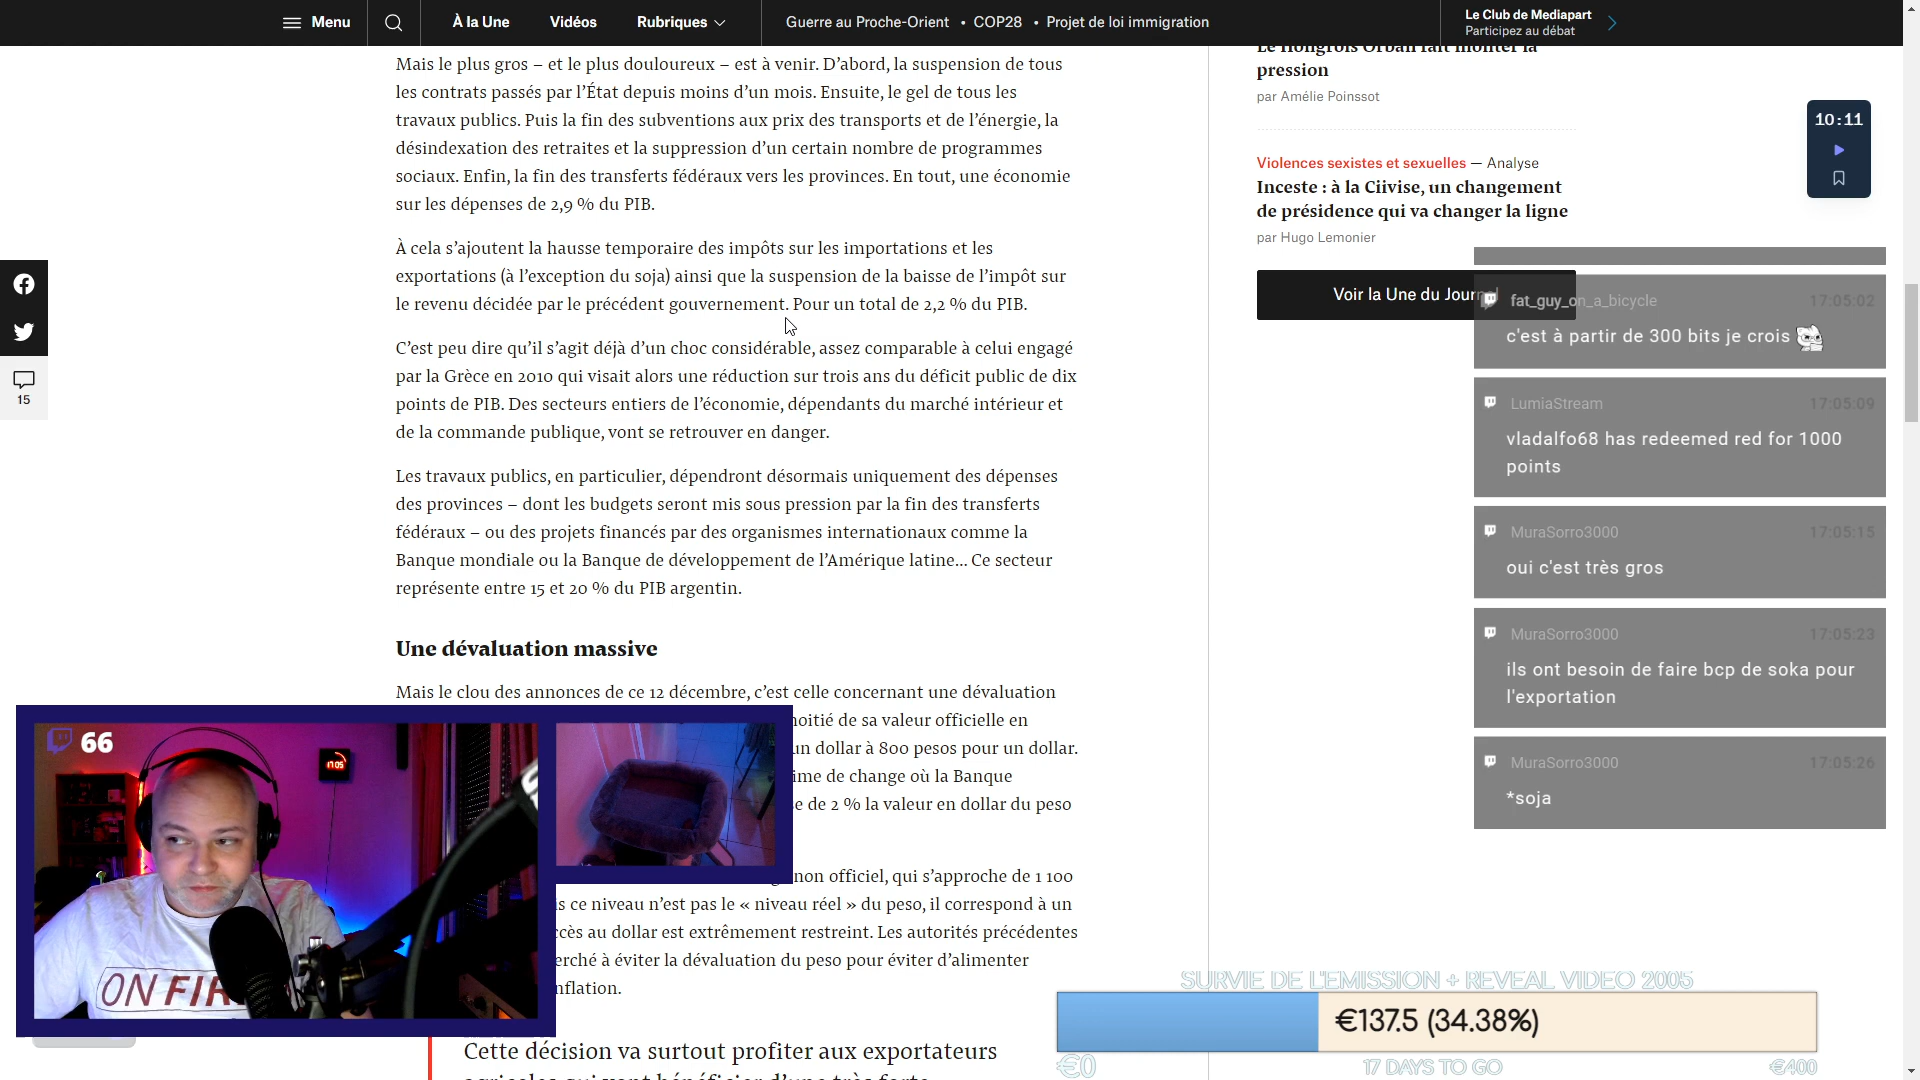 Menu
À la Une
Vidéos
Rubriques
Guerre au Proche-Orient • COP28 • Projet de loi immigration
Le Club de Mediapart
Participez au débat
Mais le plus gros – et le plus douloureux – est à venir. D’abord, la suspension de tous
les contrats passés par l’État depuis moins d’un mois. Ensuite, le gel de tous les
travaux publics. Puis la fin des subventions aux prix des transports et de l’énergie, la
désindexation des retraites et la suppression d’un certain nombre de programmes
sociaux. Enfin, la fin des transferts fédéraux vers les provinces. En tout, une économie
sur les dépenses de 2,9 % du PIB.
À cela s’ajoutent la hausse temporaire des impôts sur les importations et les
exportations (à l’exception du soja) ainsi que la suspension de la baisse de l’impôt sur
le revenu décidée par le précédent gouvernement. Pour un total de 2,2 % du PIB.
C’est peu dire qu’il s’agit déjà d’un choc considérable, assez comparable à celui engagé
par la Grèce en 2010 qui visait alors une réduction sur trois ans du déficit public de dix
points de PIB. Des secteurs entiers de l’économie, dépendants du marché intérieur et
de la commande publique, vont se retrouver en danger.
Les travaux publics, en particulier, dépendront désormais uniquement des dépenses
des provinces – dont les budgets seront mis sous pression par la fin des transferts
fédéraux – ou des projets financés par des organismes internationaux comme la
Banque mondiale ou la Banque de développement de l’Amérique latine… Ce secteur
représente entre 15 et 20 % du PIB argentin.
Une dévaluation massive
Mais le clou des annonces de ce 12 décembre, c’est celle concernant une dévaluation
moitié de sa valeur officielle en
un dollar à 800 pesos pour un dollar.
ime de change où la Banque
se de 2 % la valeur en dollar du peso
non officiel, qui s’approche de 1 100
is ce niveau n’est pas le « niveau réel » du peso, il correspond à un
ccès au dollar est extrêmement restreint. Les autorités précédentes
erché à éviter la dévaluation du peso pour éviter d’alimenter
nflation.
Cette décision va surtout profiter aux exportateurs
15
66
17:05
ON FIR
Le Hongrois Orban fait monter la
pression
par Amélie Poinssot
Violences sexistes et sexuelles — Analyse
Inceste : à la Ciivise, un changement
de présidence qui va changer la ligne
par Hugo Lemonier
Voir la Une du Journal
10:11
fat_guy_on_a_bicycle 17:05:02
c'est à partir de 300 bits je crois
LumiaStream 17:05:09
vladalfo68 has redeemed red for 1000
points
MuraSorro3000 17:05:15
oui c'est très gros
MuraSorro3000 17:05:23
ils ont besoin de faire bcp de soka pour
l'exportation
MuraSorro3000 17:05:26
*soja
SURVIE DE L'EMISSION + REVEAL VIDEO 2005
€137.5 (34.38%)
€0
17 DAYS TO GO
€400